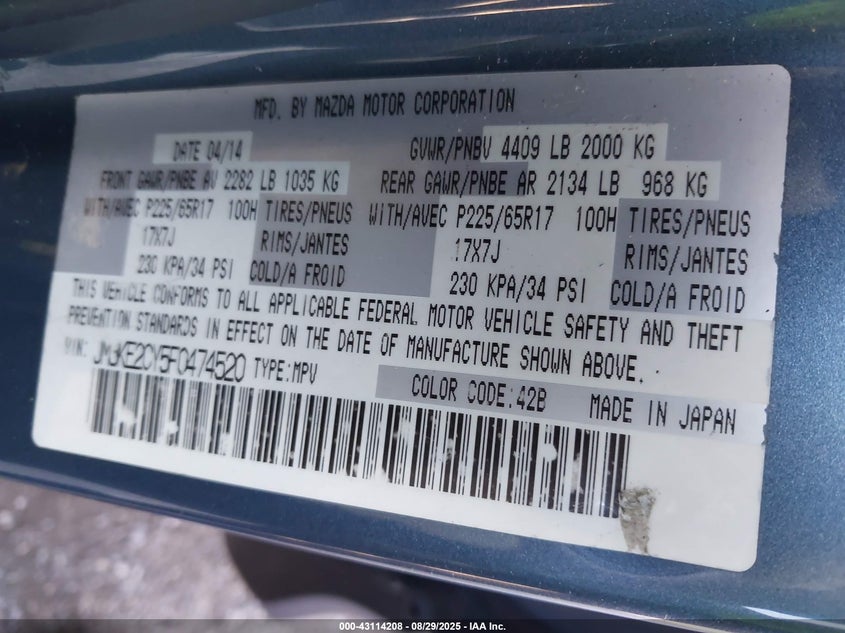 MFD. BY MAZDA MOTOR CORPORATION
DATE 04/14 GVWR/PNBV 4409 LB 2000 KG
FRONT GAWR/PNBE AV 2282 LB 1035 KG REAR GAWR/PNBE AR 2134 LB 968 KG
WITH/AVEC P225/65R17 100H TIRES/PNEUS WITH/AVEC P225/65R17 100H TIRES/PNEUS
17X7J RIMS/JANTES 17X7J RIMS/JANTES
230 KPA/34 PSI COLD/A FROID 230 KPA/34 PSI COLD/A FROID
THIS VEHICLE CONFORMS TO ALL APPLICABLE FEDERAL MOTOR VEHICLE SAFETY AND THEFT
PREVENTION STANDARDS IN EFFECT ON THE DATE OF MANUFACTURE SHOWN ABOVE.
VIN: JM3KE2CY5F0474520 TYPE:MPV
COLOR CODE:42B MADE IN JAPAN
000-43114208 - 08/29/2025 - IAA Inc.